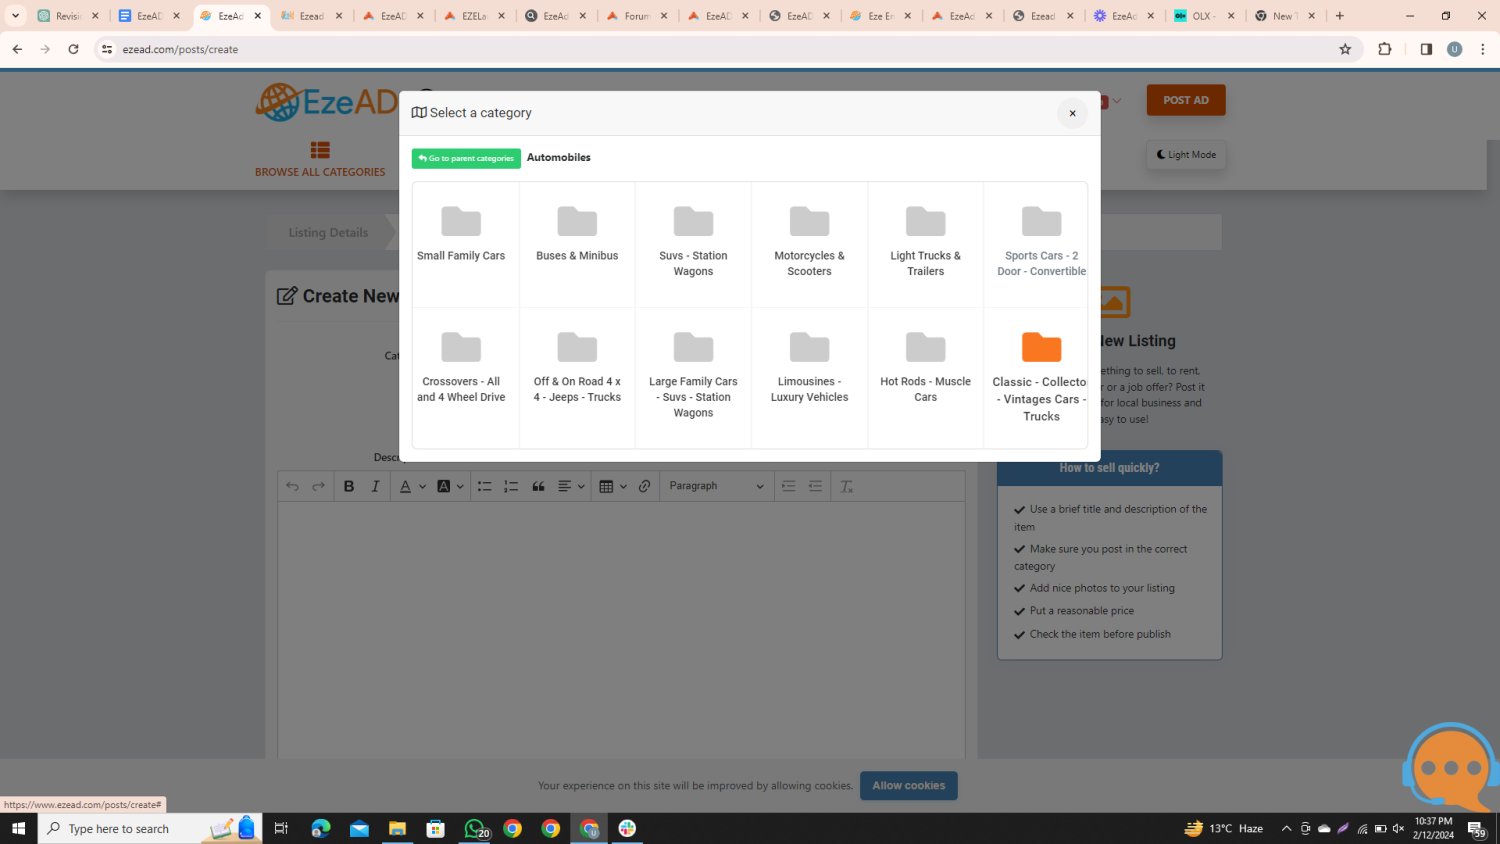 Revisi
EzeAD
EzeAd
Ezead
EzeAD
EZELa
EzeAd
Forum
EzeAD
EzeAD
Eze En
EzeAd
Ezead
EzeAd
OLX -
New T
ezead.com/posts/create
U
EzeAD
BROWSE ALL CATEGORIES
POST AD
Light Mode
Select a category
×
Go to parent categories
Automobiles
Small Family Cars
Buses & Minibus
Suvs - Station
Wagons
Motorcycles &
Scooters
Light Trucks &
Trailers
Sports Cars - 2
Door - Convertible
Crossovers - All
and 4 Wheel Drive
Off & On Road 4 x
4 - Jeeps - Trucks
Large Family Cars
- Suvs - Station
Wagons
Limousines -
Luxury Vehicles
Hot Rods - Muscle
Cars
Classic - Collecto
- Vintages Cars -
Trucks
Listing Details
Create New
Cat
Descr
B I A A Paragraph
New Listing
ething to sell, to rent,
r or a job offer? Post it
for local business and
asy to use!
How to sell quickly?
Use a brief title and description of the
item
Make sure you post in the correct
category
Add nice photos to your listing
Put a reasonable price
Check the item before publish
Your experience on this site will be improved by allowing cookies.
Allow cookies
https://www.ezead.com/posts/create#
Type here to search
20
U
13°C Haze
10:37 PM
2/12/2024
59